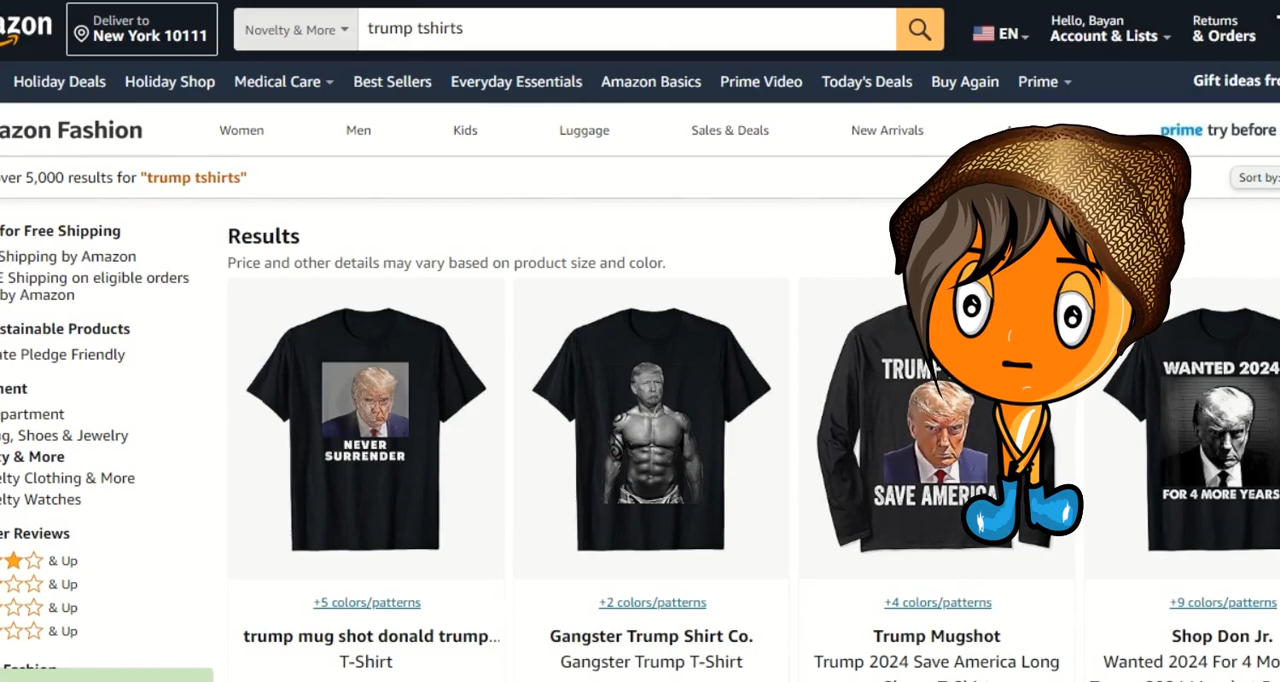 azon
Deliver to
New York 10111
Novelty & More
trump tshirts
EN
Hello, Bayan
Account & Lists
Returns
& Orders
Holiday Deals
Holiday Shop
Medical Care
Best Sellers
Everyday Essentials
Amazon Basics
Prime Video
Today's Deals
Buy Again
Prime
Gift ideas fro
azon Fashion
Women
Men
Kids
Luggage
Sales & Deals
New Arrivals
prime try before
ver 5,000 results for "trump tshirts"
Sort by:
for Free Shipping
Shipping by Amazon
E Shipping on eligible orders
by Amazon
stainable Products
ate Pledge Friendly
ment
partment
g, Shoes & Jewelry
y & More
elty Clothing & More
elty Watches
er Reviews
& Up
& Up
& Up
& Up
Results
Price and other details may vary based on product size and color.
NEVER
SURRENDER
TRUM
SAVE AMERICA
WANTED 2024
FOR 4 MORE YEARS
+5 colors/patterns
trump mug shot donald trump...
T-Shirt
+2 colors/patterns
Gangster Trump Shirt Co.
Gangster Trump T-Shirt
+4 colors/patterns
Trump Mugshot
Trump 2024 Save America Long
+9 colors/patterns
Shop Don Jr.
Wanted 2024 For 4 Mo